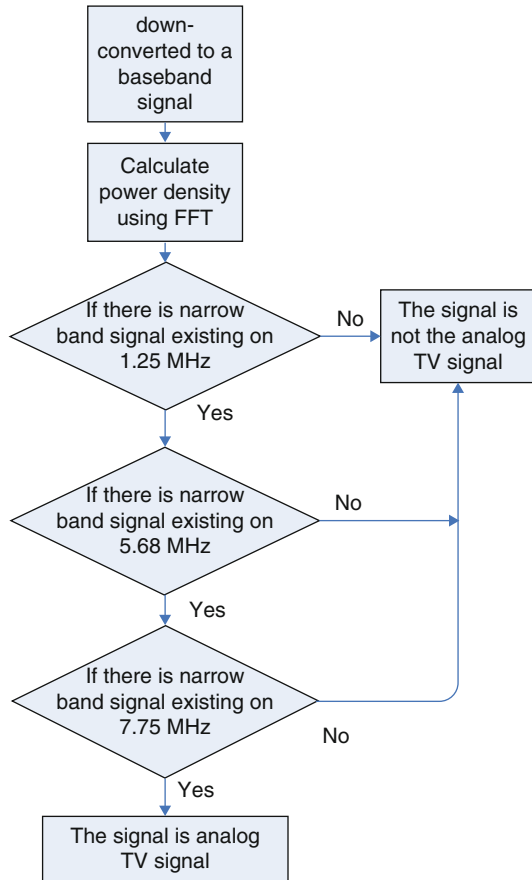 down-
converted to a
baseband
signal
Calculate
power density
using FFT
If there is narrow
band signal existing on
1.25 MHz
No
The signal is
not the analog
TV signal
Yes
If there is narrow
band signal existing on
5.68 MHz
No
Yes
If there is narrow
band signal existing on
7.75 MHz
No
Yes
The signal is analog
TV signal